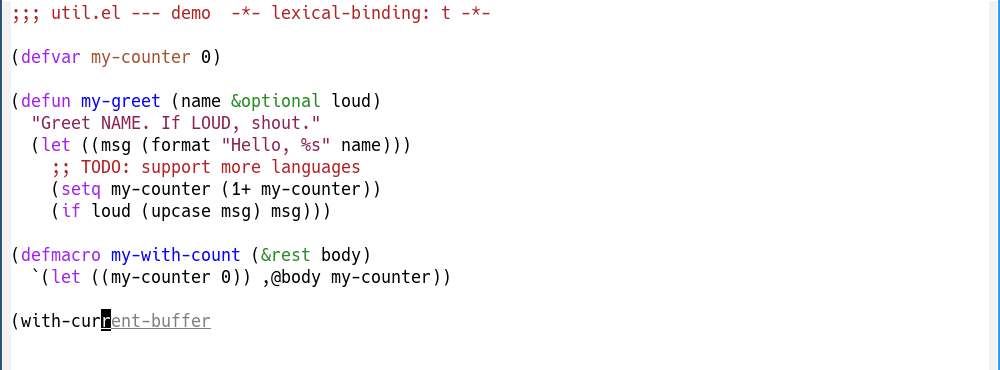 ;;; util.el --- demo  -*- lexical-binding: t -*-
(defvar my-counter 0)
(defun my-greet (name &optional loud)
  "Greet NAME. If LOUD, shout."
  (let ((msg (format "Hello, %s" name)))
    ;; TODO: support more languages
    (setq my-counter (1+ my-counter))
    (if loud (upcase msg) msg)))
(defmacro my-with-count (&rest body)
  `(let ((my-counter 0)) ,@body my-counter))
(with-current-buffer